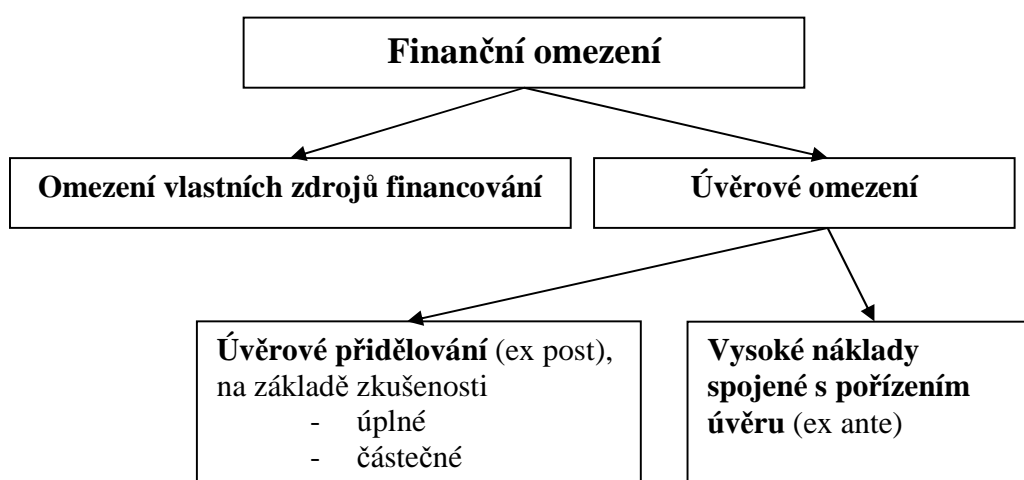 Finanční omezení
Omezení vlastních zdrojů financování
Úvěrové omezení
Úvěrové přidělování (ex post),
na základě zkušenosti
- úplné
- částečné
Vysoké náklady
spojené s pořízením
úvěru (ex ante)